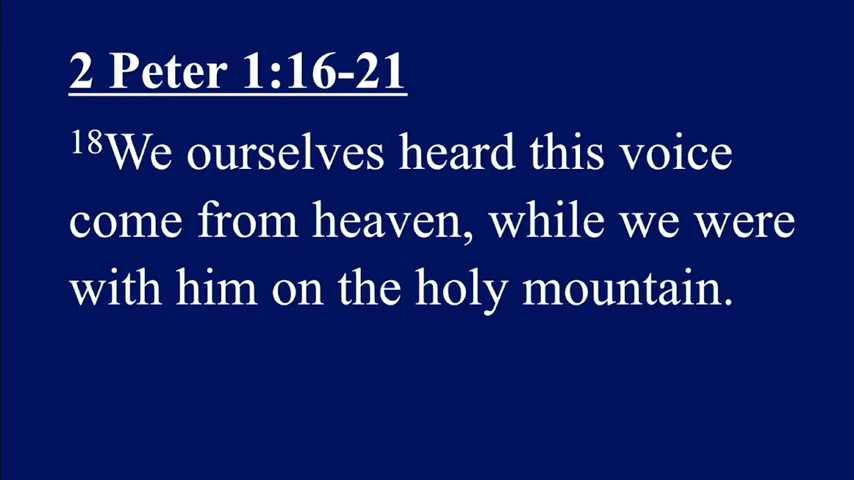 2 Peter 1:16-21
18We ourselves heard this voice
come from heaven, while we were
with him on the holy mountain.